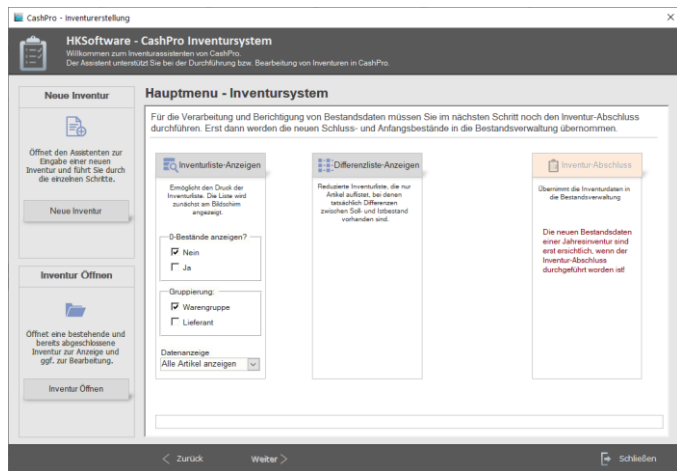 CashPro - Inventurerstellung
HKSoftware - CashPro Inventursystem
Willkommen zum Inventurassistenten von CashPro.
Der Assistent unterstützt Sie bei der Durchführung bzw. Bearbeitung von Inventuren in CashPro.
Neue Inventur
Öffnet den Assistenten zur
Eingabe einer neuen
Inventur und führt Sie durch
die einzelnen Schritte.
Neue Inventur
Inventur Öffnen
Öffnet eine bestehende und
bereits abgeschlossene
Inventur zur Anzeige und
ggf. zur Bearbeitung.
Inventur Öffnen
Hauptmenu - Inventursystem
Für die Verarbeitung und Berichtigung von Bestandsdaten müssen Sie im nächsten Schritt noch den Inventur-Abschluss
durchführen. Erst dann werden die neuen Schluss- und Anfangsbestände in die Bestandsverwaltung übernommen.
Inventurliste-Anzeigen
Ermöglicht den Druck der
Inventurliste. Die Liste wird
zunächst am Bildschirm
angezeigt.
0-Bestände anzeigen?
Nein
Ja
Gruppierung:
Warengruppe
Lieferant
Datenanzeige
Alle Artikel anzeigen
Differenzliste-Anzeigen
Reduzierte Inventurliste, die nur
Artikel auflistet, bei denen
tatsächlich Differenzen
zwischen Soll- und Istbestand
vorhanden sind.
Inventur-Abschluss
Übernimmt die Inventurdaten in
die Bestandsverwaltung
Die neuen Bestandsdaten
einer Jahresinventur sind
erst ersichtlich, wenn der
Inventur-Abschluss
durchgeführt worden ist!
Zurück
Weiter
Schließen